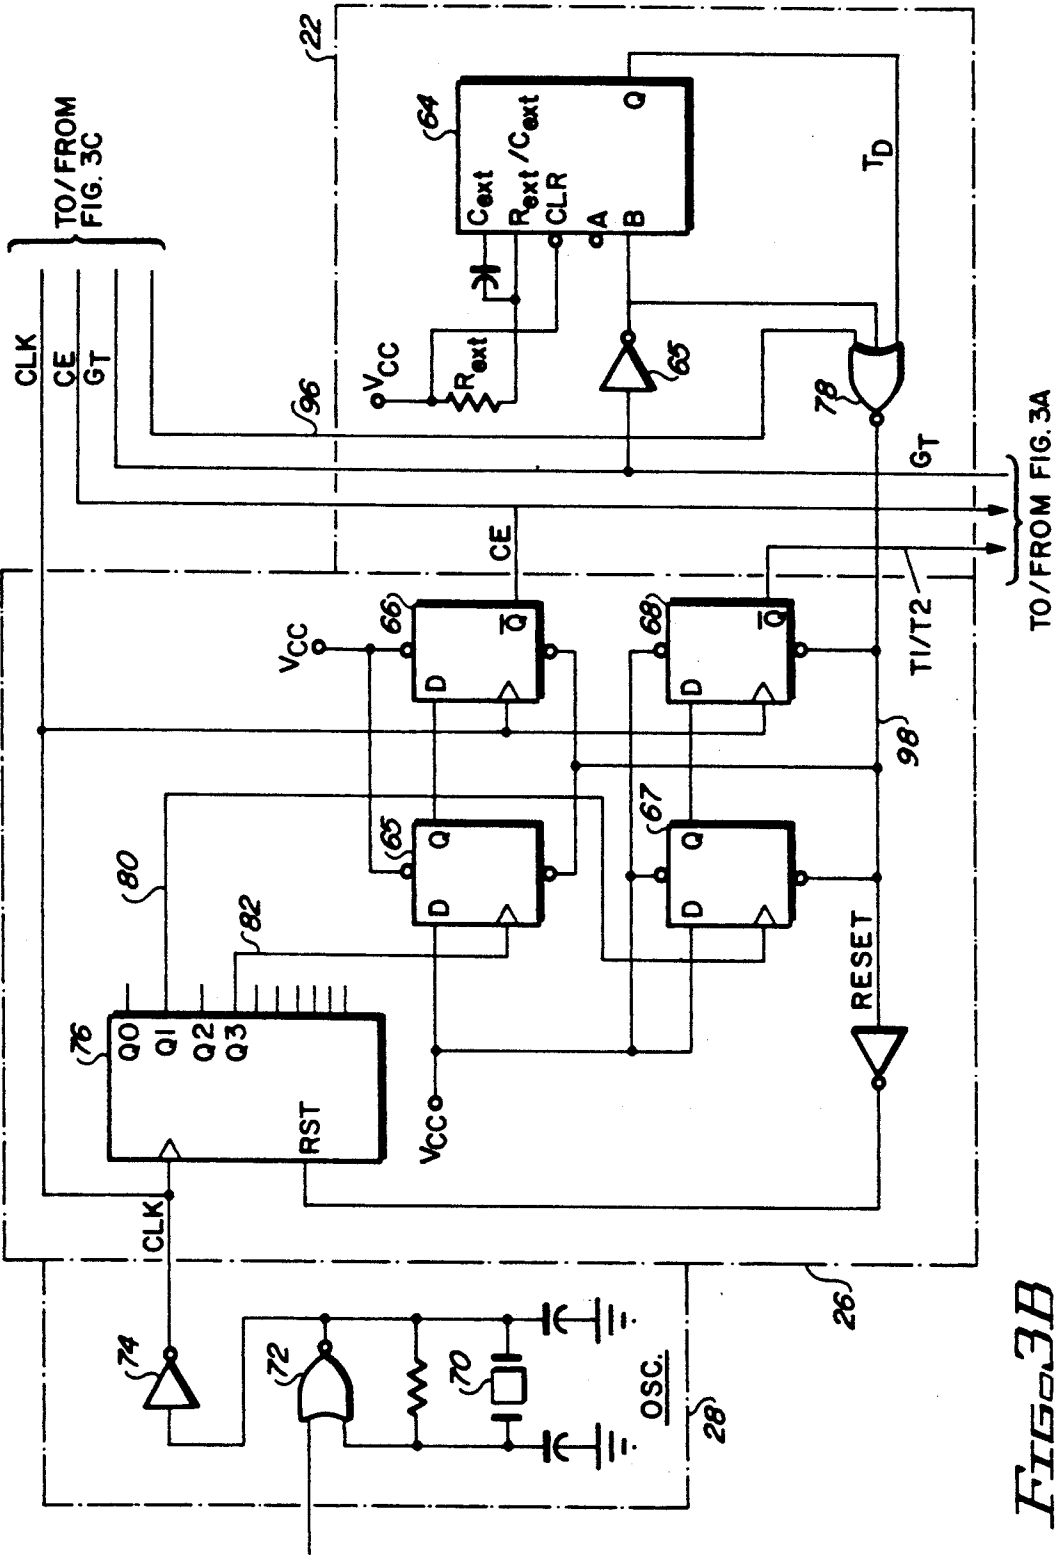 22
TO/FROM
FIG. 3C
CLK
CE
GT
96
VCC
Rext
64
Cext
Rext/Cext
CLR
A
B
Q
TD
65
78
GT
TO/FROM FIG. 3A
CE
T1/T2
98
VCC
66
D
Q̅
68
D
Q̅
65
D
Q
67
D
Q
80
82
76
Q0
Q1
Q2
Q3
RST
VCC
RESET
CLK
74
72
70
OSC.
28
26
FIG. 3B